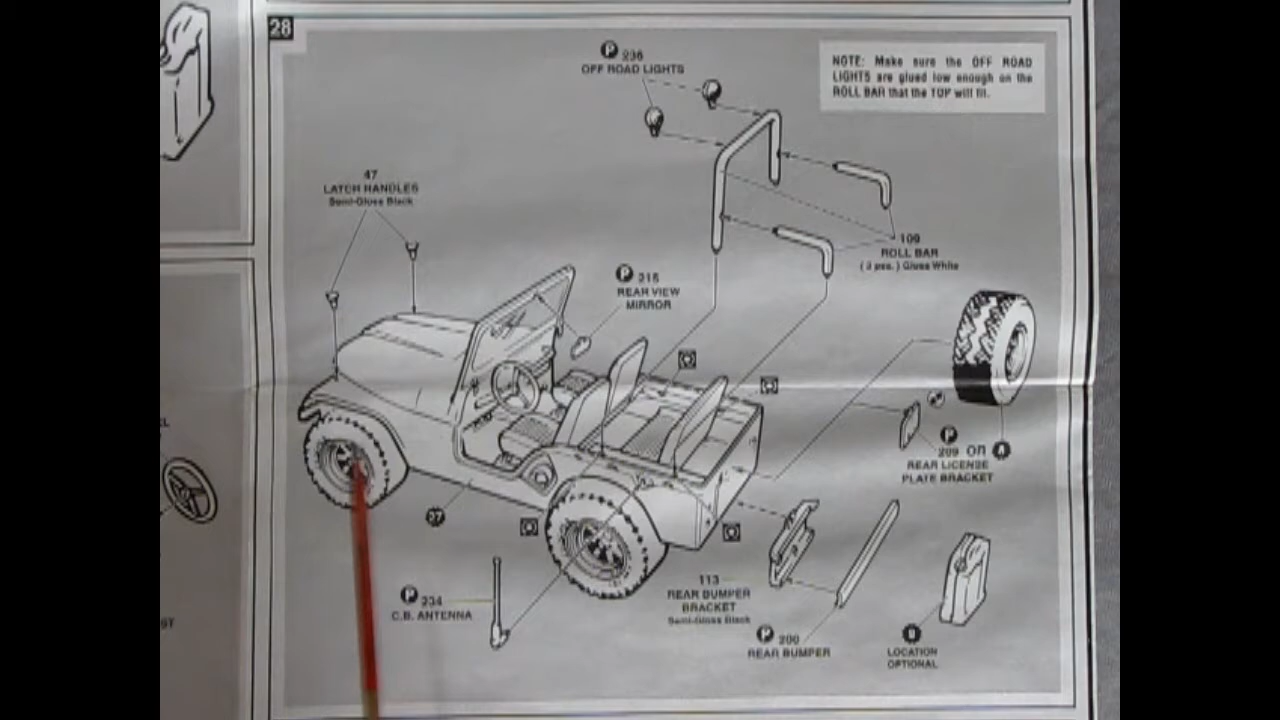 28
P 236
OFF ROAD LIGHTS
NOTE: Make sure the OFF ROAD
LIGHTS are glued low enough on the
ROLL BAR that the TOP will fit.
47
LATCH HANDLES
Semi-Gloss Black
109
ROLL BAR
( 3 pcs. ) Gloss White
P 215
REAR VIEW
MIRROR
P
209 OR A
REAR LICENSE
PLATE BRACKET
37
P 234
C.B. ANTENNA
113
REAR BUMPER
BRACKET
Semi-Gloss Black
P 200
REAR BUMPER
B
LOCATION
OPTIONAL